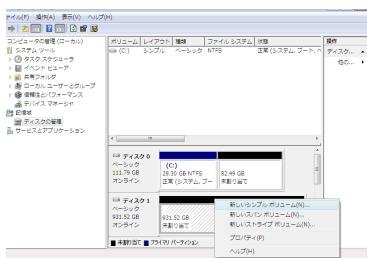 ファイル(F) 操作(A) 表示(V) ヘルプ(H)
コンピュータの管理 (ローカル)
システム ツール
タスク スケジューラ
イベント ビューア
共有フォルダ
ローカル ユーザーとグループ
信頼性とパフォーマンス
デバイス マネージャ
記憶域
ディスクの管理
サービスとアプリケーション
ボリューム レイアウト 種類 ファイル システム 状態
(C:) シンプル ベーシック NTFS 正常 (システム, ブート, ペ
操作
ディスク...
他の...
ディスク 0
ベーシック
111.79 GB
オンライン
(C:)
29.30 GB NTFS
正常 (システム, ブー
82.49 GB
未割り当て
ディスク 1
ベーシック
931.52 GB
オンライン
931.52 GB
未割り当て
新しいシンプル ボリューム(N)...
新しいスパン ボリューム(N)...
新しいストライプ ボリューム(N)...
プロパティ(P)
ヘルプ(H)
未割り当て プライマリ パーティション